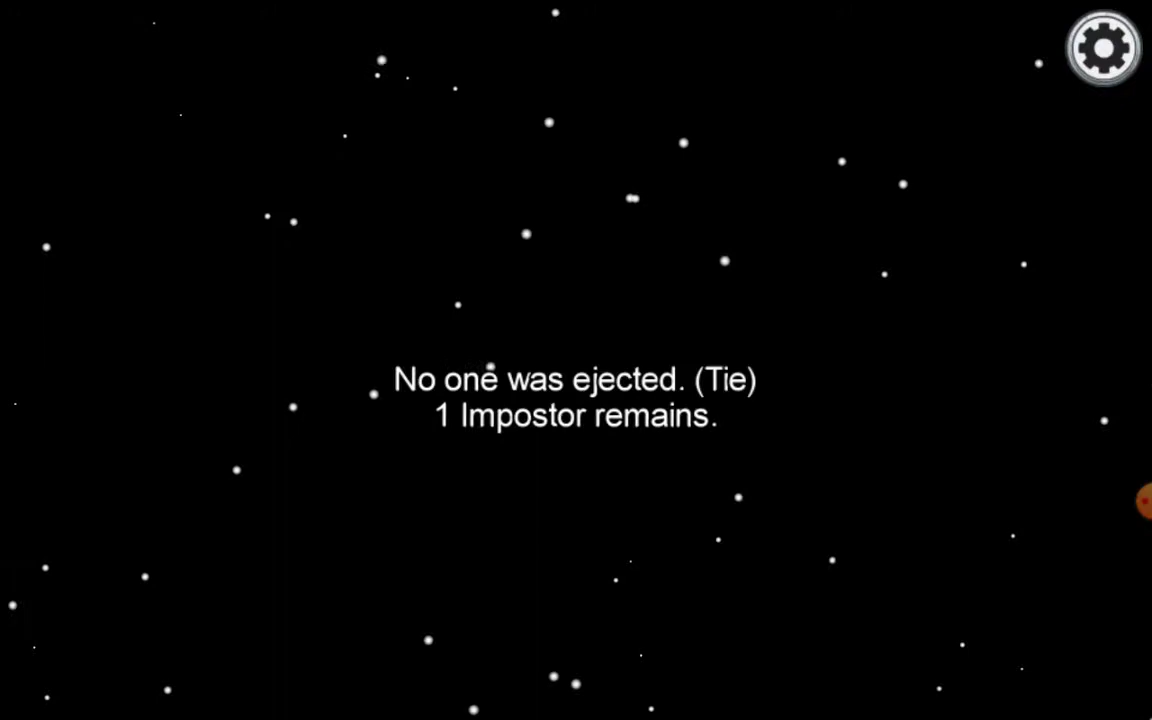 No one was ejected. (Tie)
1 Impostor remains.